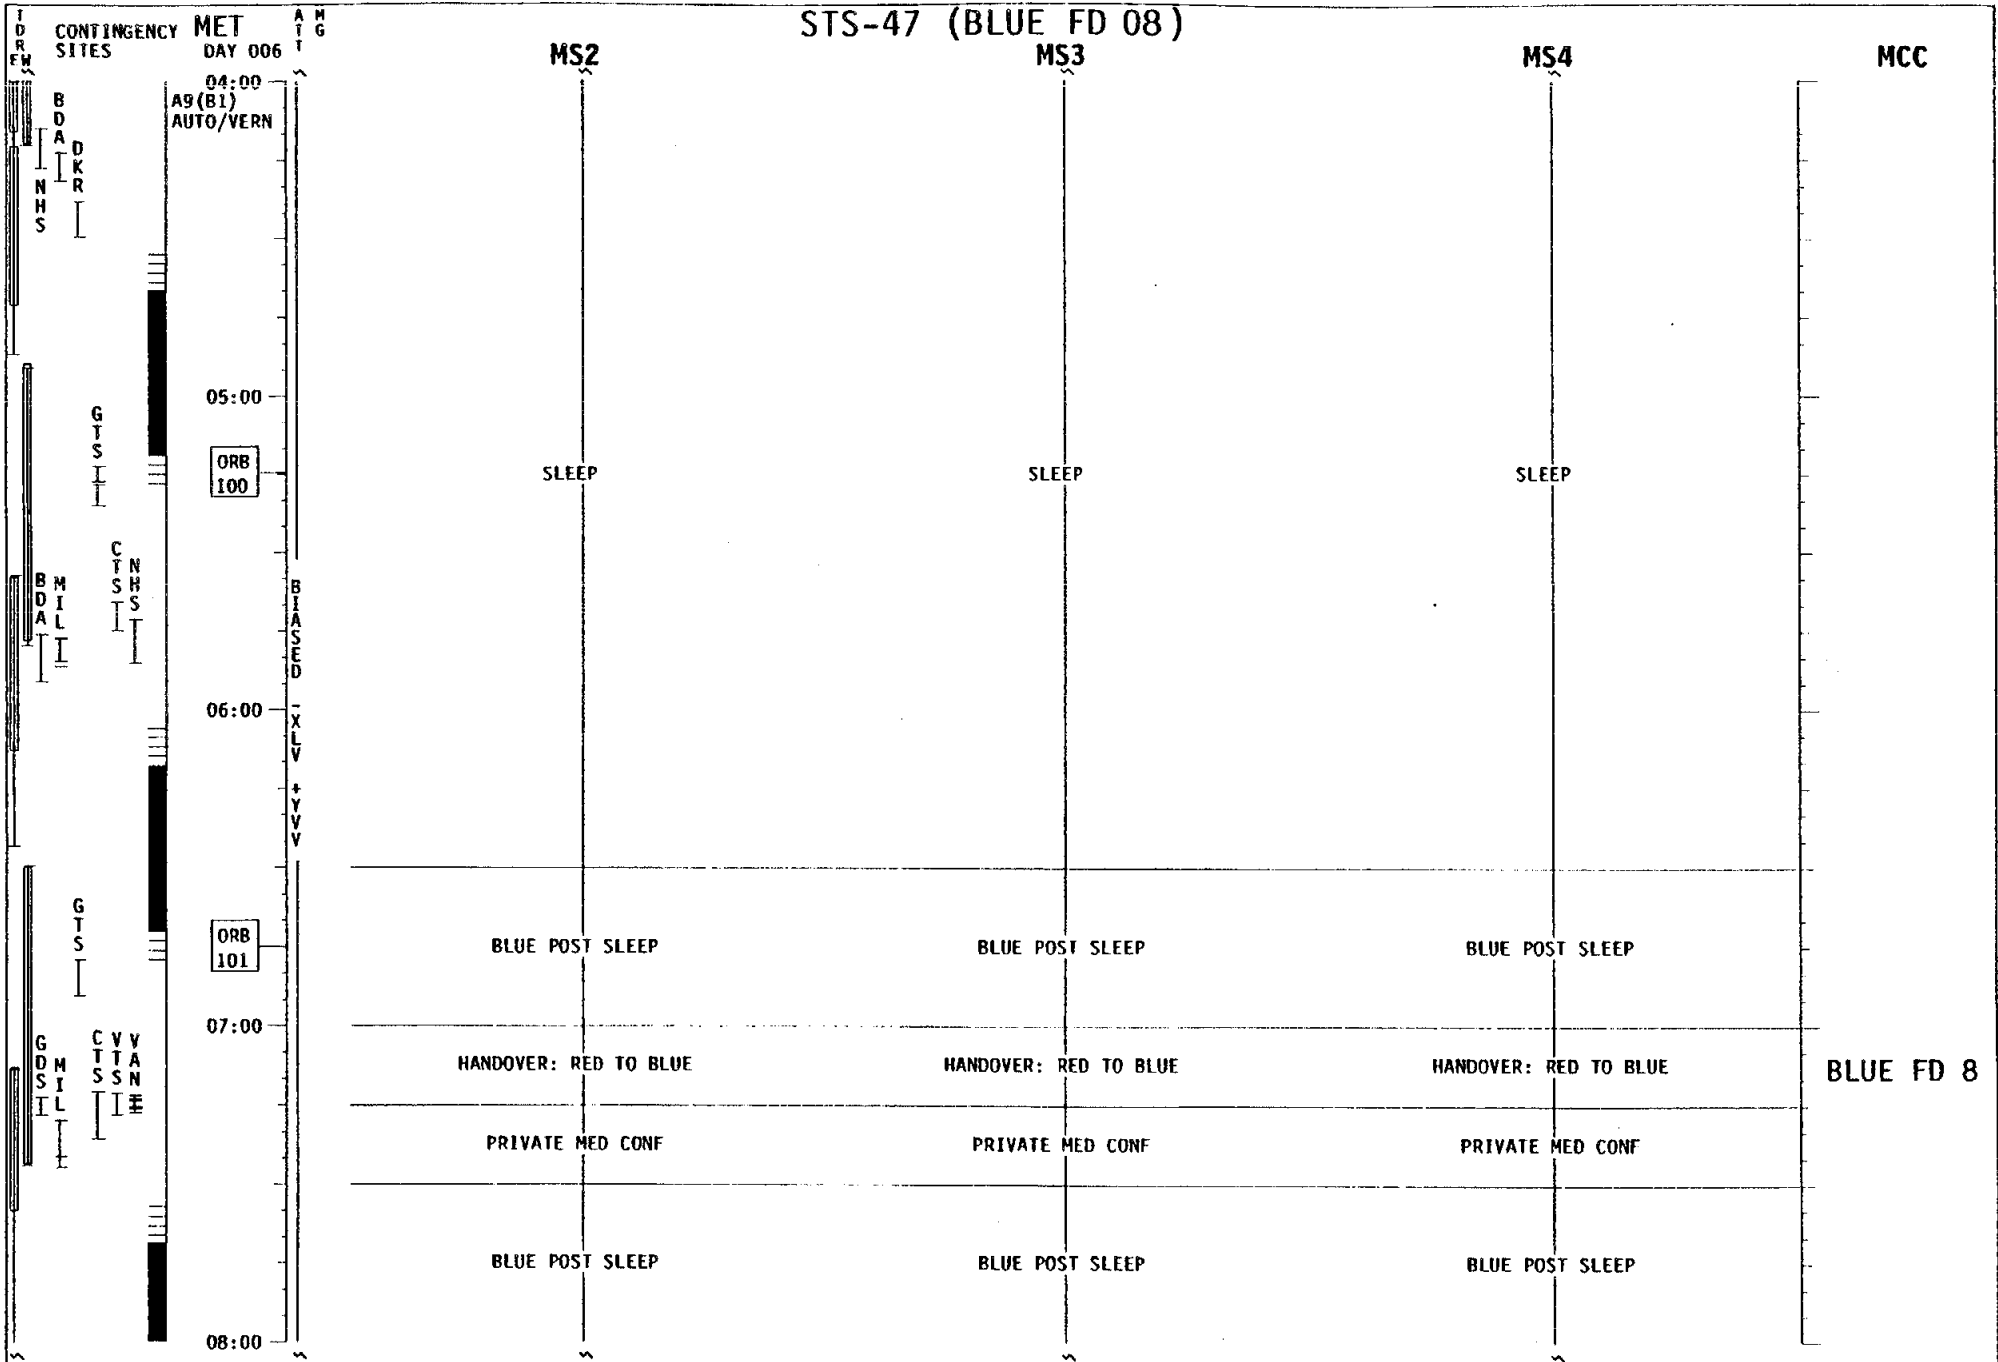 STS-47 (BLUE FD 08)
TDRE W
CONTINGENCY SITES
MET
DAY 006
ATT
MG
MS2
MS3
MS4
MCC
04:00
A9(B1)
AUTO/VERN
BDA
DKR
NHS
05:00
GTS
ORB
100
SLEEP
SLEEP
SLEEP
CTS
NHS
BDA
MIL
BIASED -XLV +YVV
06:00
GTS
ORB
101
BLUE POST SLEEP
BLUE POST SLEEP
BLUE POST SLEEP
07:00
GDS
MIL
CTS
VTS
VAN
HANDOVER: RED TO BLUE
HANDOVER: RED TO BLUE
HANDOVER: RED TO BLUE
BLUE FD 8
PRIVATE MED CONF
PRIVATE MED CONF
PRIVATE MED CONF
BLUE POST SLEEP
BLUE POST SLEEP
BLUE POST SLEEP
08:00